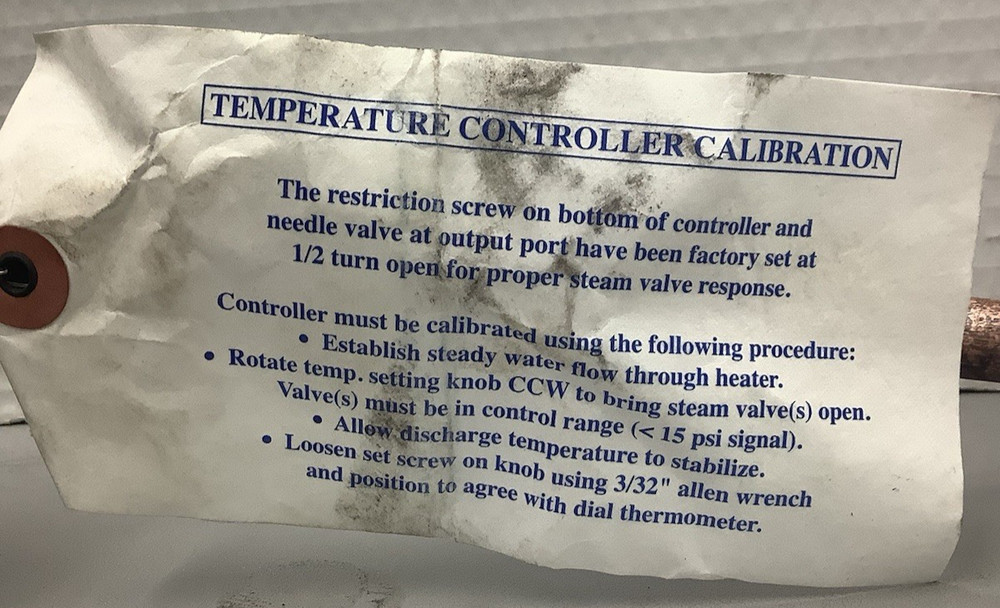 TEMPERATURE CONTROLLER CALIBRATION
The restriction screw on bottom of controller and
needle valve at output port have been factory set at
1/2 turn open for proper steam valve response.
Controller must be calibrated using the following procedure:
• Establish steady water flow through heater.
• Rotate temp. setting knob CCW to bring steam valve(s) open.
Valve(s) must be in control range (< 15 psi signal).
• Allow discharge temperature to stabilize.
• Loosen set screw on knob using 3/32" allen wrench
and position to agree with dial thermometer.